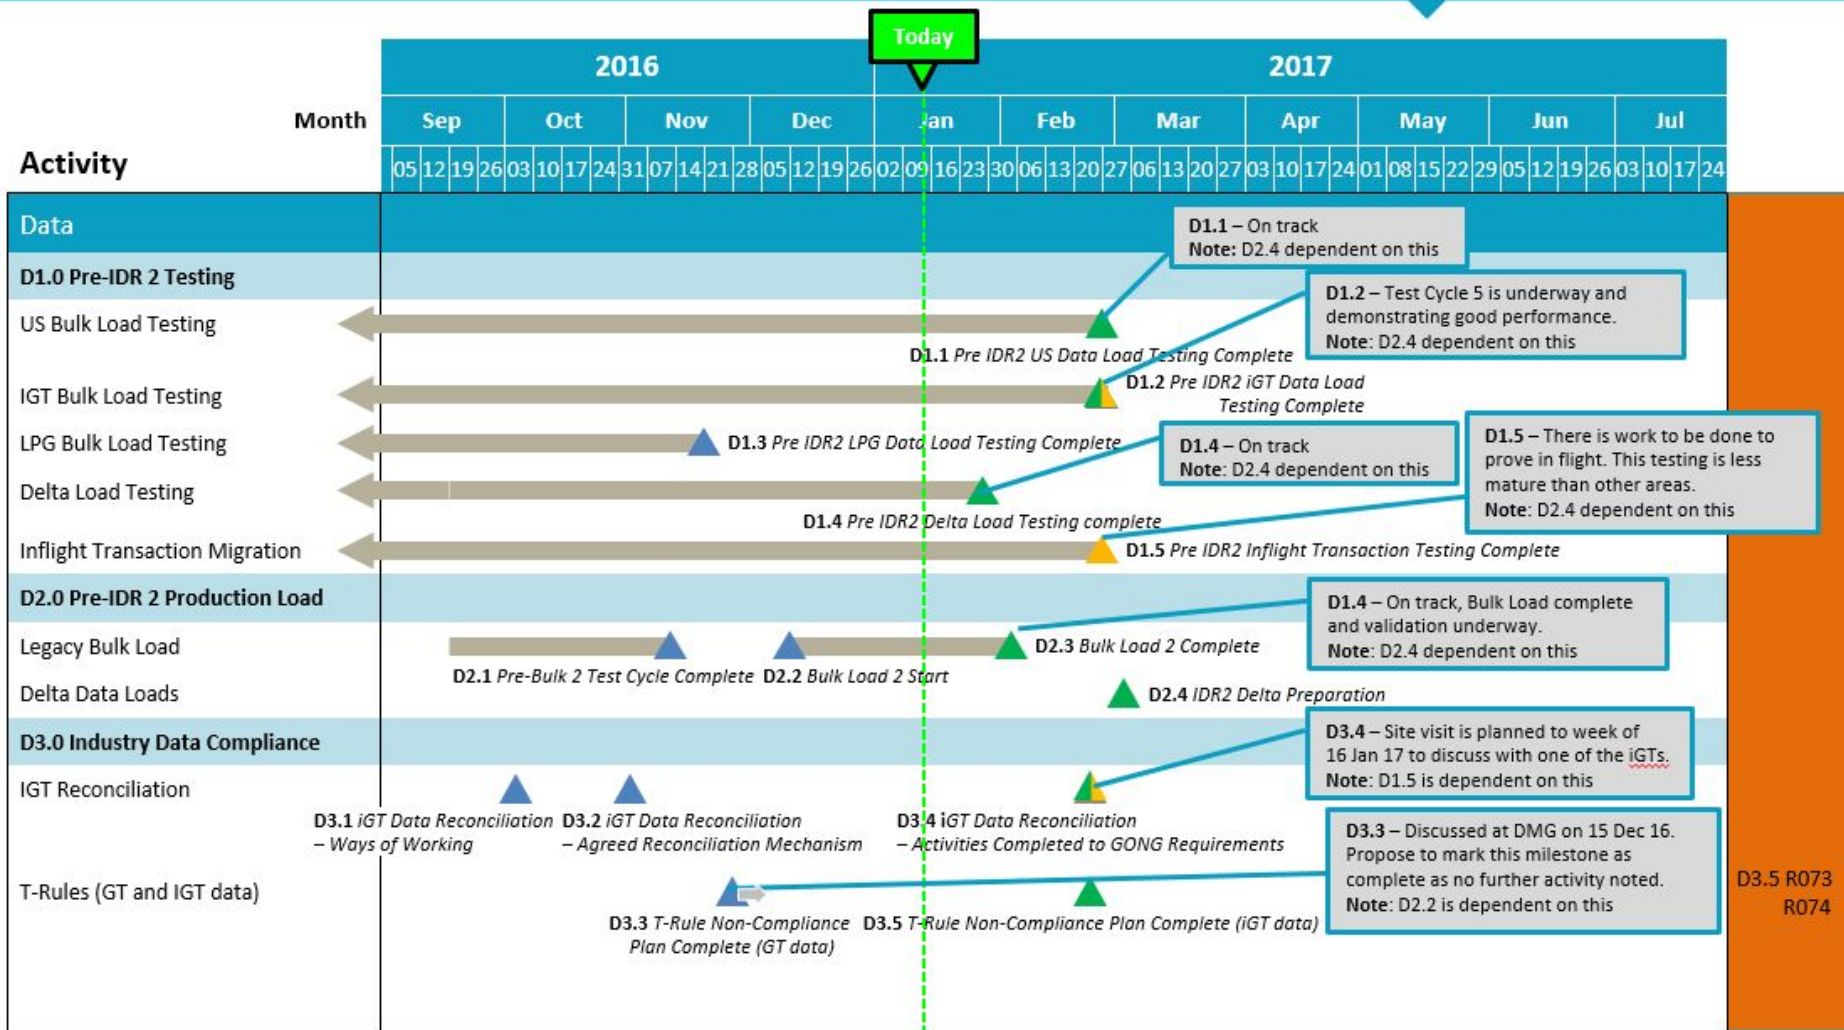 Today
2016 2017
Month Sep Oct Nov Dec Jan Feb Mar Apr May Jun Jul
Activity
05 12 19 26 03 10 17 24 31 07 14 21 28 05 12 19 26 02 09 16 23 30 06 13 20 27 06 13 20 27 03 10 17 24 01 08 15 22 29 05 12 19 26 03 10 17 24
Data
D1.1 – On track
Note: D2.4 dependent on this
D1.0 Pre-IDR 2 Testing
D1.2 – Test Cycle 5 is underway and
demonstrating good performance.
Note: D2.4 dependent on this
US Bulk Load Testing
D1.1 Pre IDR2 US Data Load Testing Complete
IGT Bulk Load Testing
D1.2 Pre IDR2 iGT Data Load
Testing Complete
LPG Bulk Load Testing
D1.3 Pre IDR2 LPG Data Load Testing Complete
D1.4 – On track
Note: D2.4 dependent on this
D1.5 – There is work to be done to
prove in flight. This testing is less
mature than other areas.
Note: D2.4 dependent on this
Delta Load Testing
D1.4 Pre IDR2 Delta Load Testing complete
Inflight Transaction Migration
D1.5 Pre IDR2 Inflight Transaction Testing Complete
D2.0 Pre-IDR 2 Production Load
D1.4 – On track, Bulk Load complete
and validation underway.
Note: D2.4 dependent on this
Legacy Bulk Load
D2.3 Bulk Load 2 Complete
D2.1 Pre-Bulk 2 Test Cycle Complete D2.2 Bulk Load 2 Start
Delta Data Loads
D2.4 IDR2 Delta Preparation
D3.0 Industry Data Compliance
D3.4 – Site visit is planned to week of
16 Jan 17 to discuss with one of the iGTs.
Note: D1.5 is dependent on this
IGT Reconciliation
D3.1 iGT Data Reconciliation
– Ways of Working
D3.2 iGT Data Reconciliation
– Agreed Reconciliation Mechanism
D3.4 iGT Data Reconciliation
– Activities Completed to GONG Requirements
D3.3 – Discussed at DMG on 15 Dec 16.
Propose to mark this milestone as
complete as no further activity noted.
Note: D2.2 is dependent on this
T-Rules (GT and IGT data)
D3.3 T-Rule Non-Compliance
Plan Complete (GT data)
D3.5 T-Rule Non-Compliance Plan Complete (iGT data)
D3.5 R073
R074